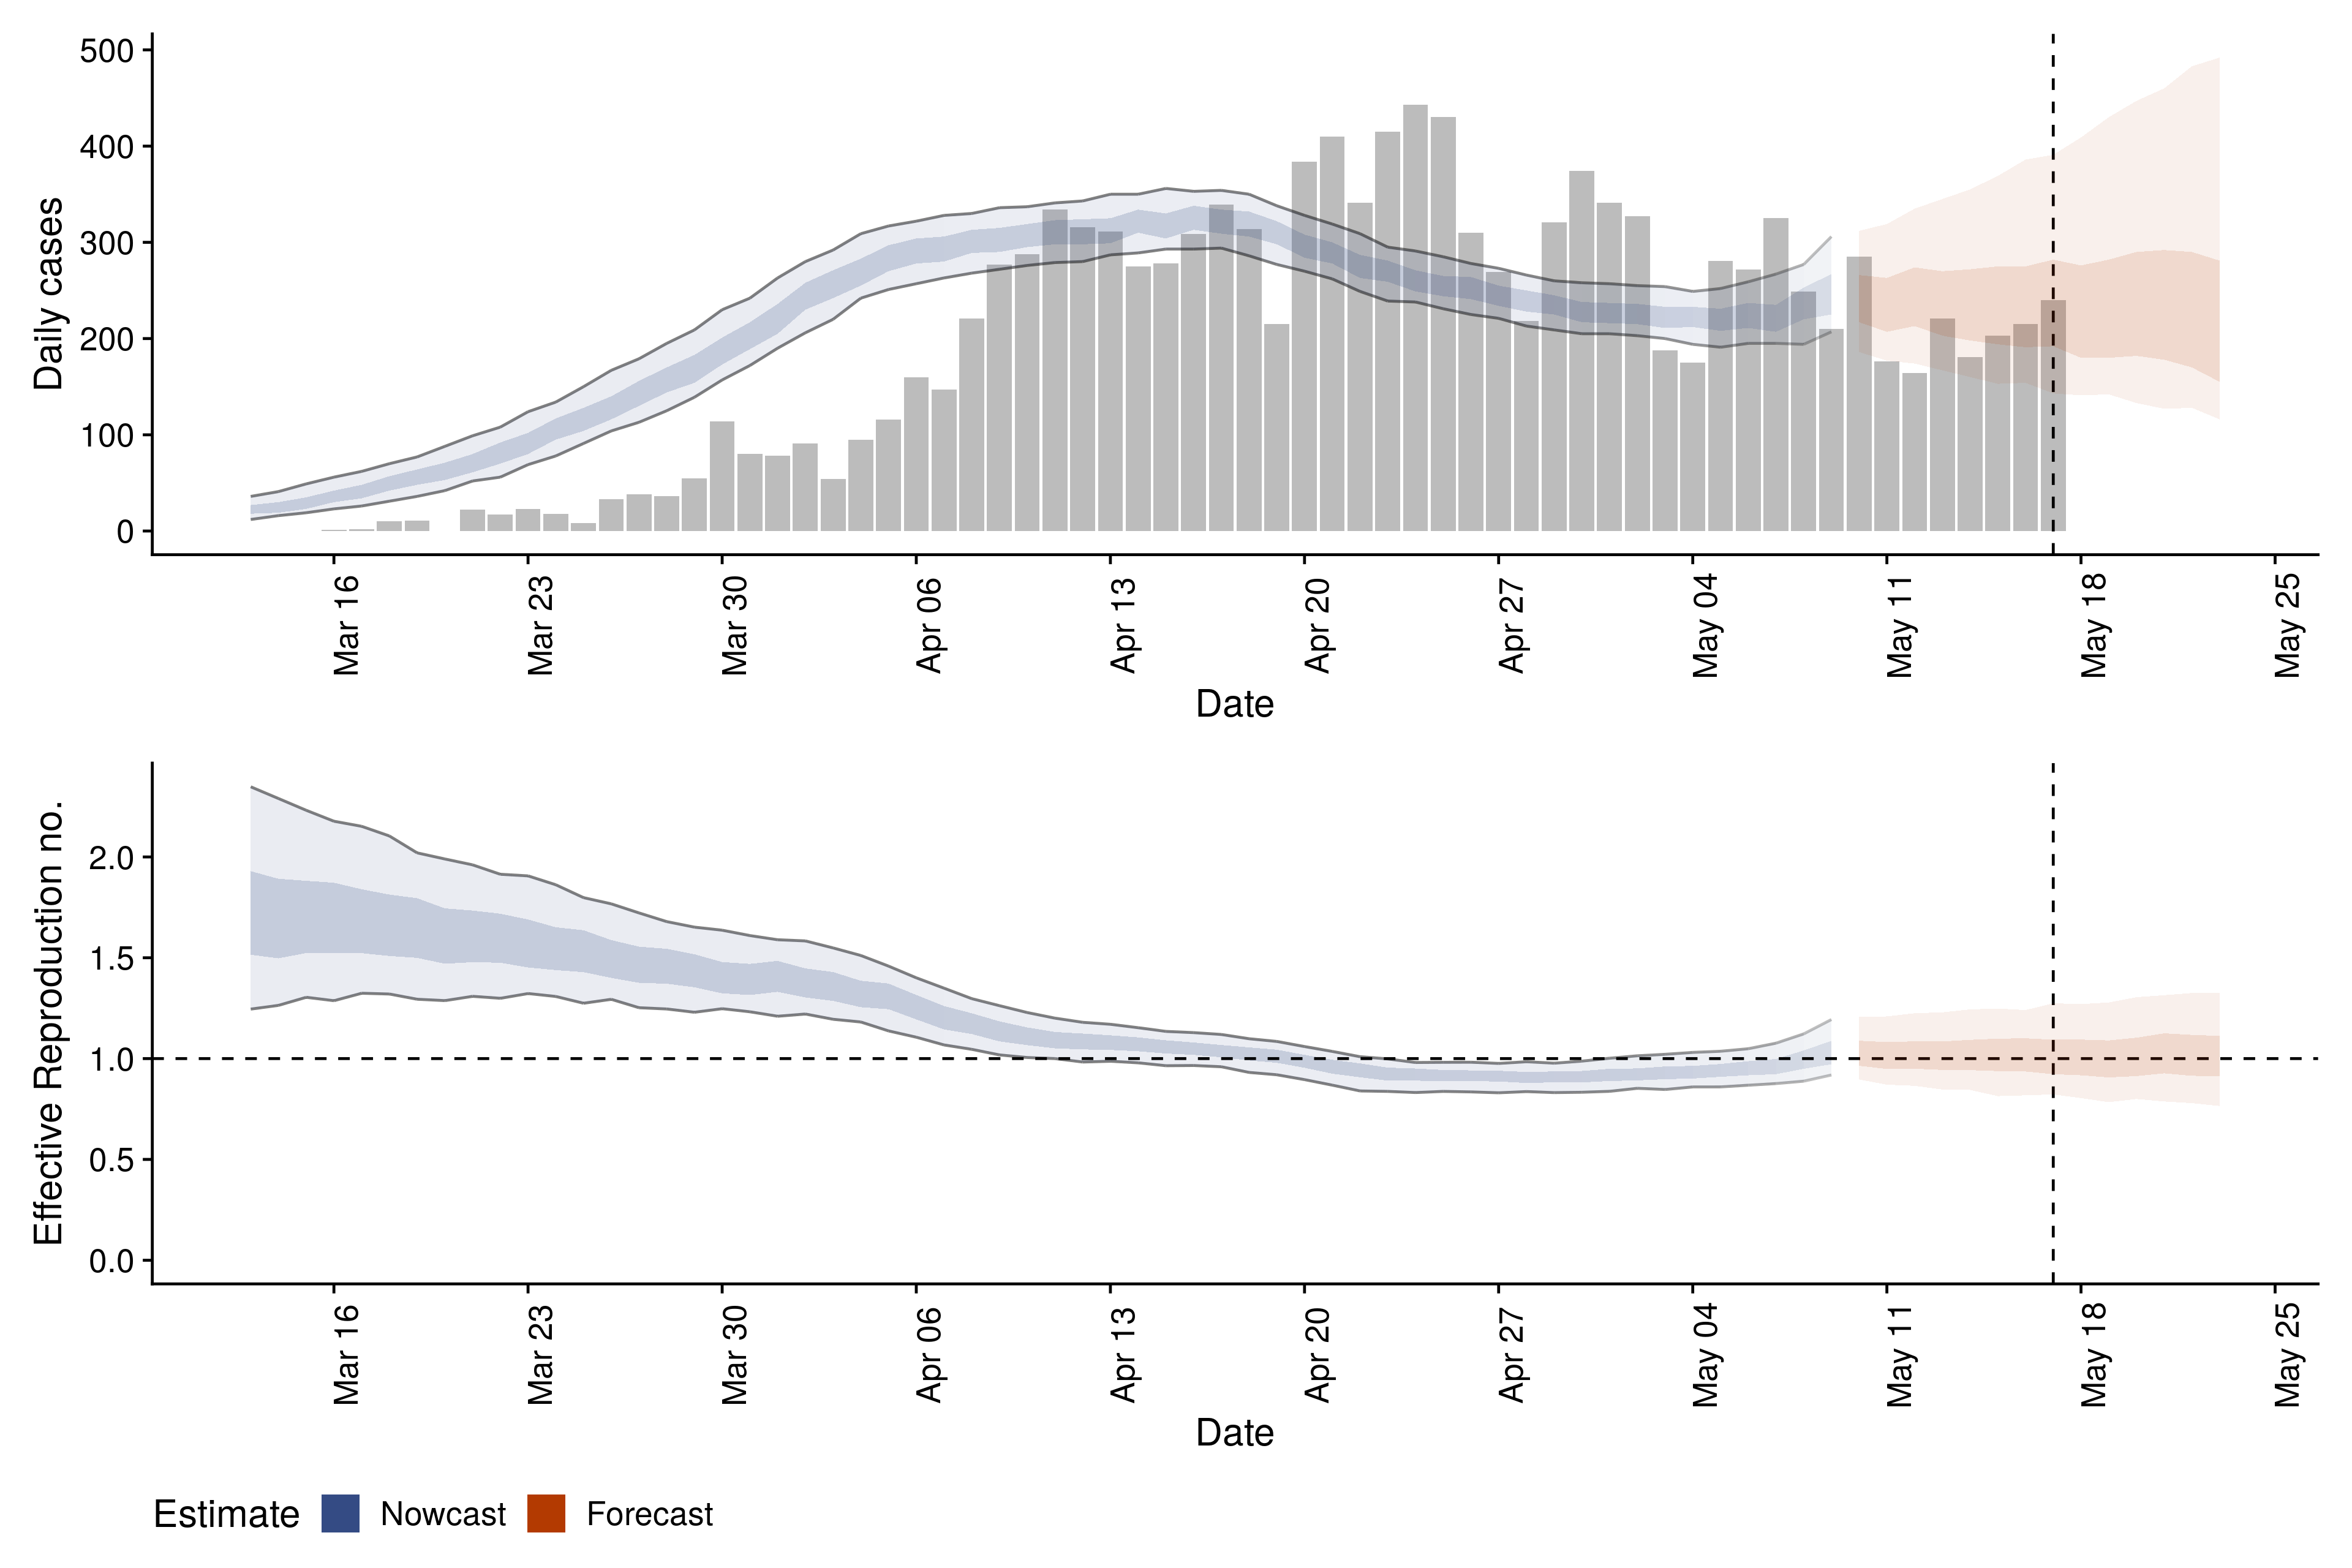 500
400
300
200
100
0
Daily cases
Mar 16
Mar 23
Mar 30
Apr 06
Apr 13
Apr 20
Apr 27
May 04
May 11
May 18
May 25
Date
2.0
1.5
1.0
0.5
0.0
Effective Reproduction no.
Mar 16
Mar 23
Mar 30
Apr 06
Apr 13
Apr 20
Apr 27
May 04
May 11
May 18
May 25
Date
Estimate Nowcast Forecast